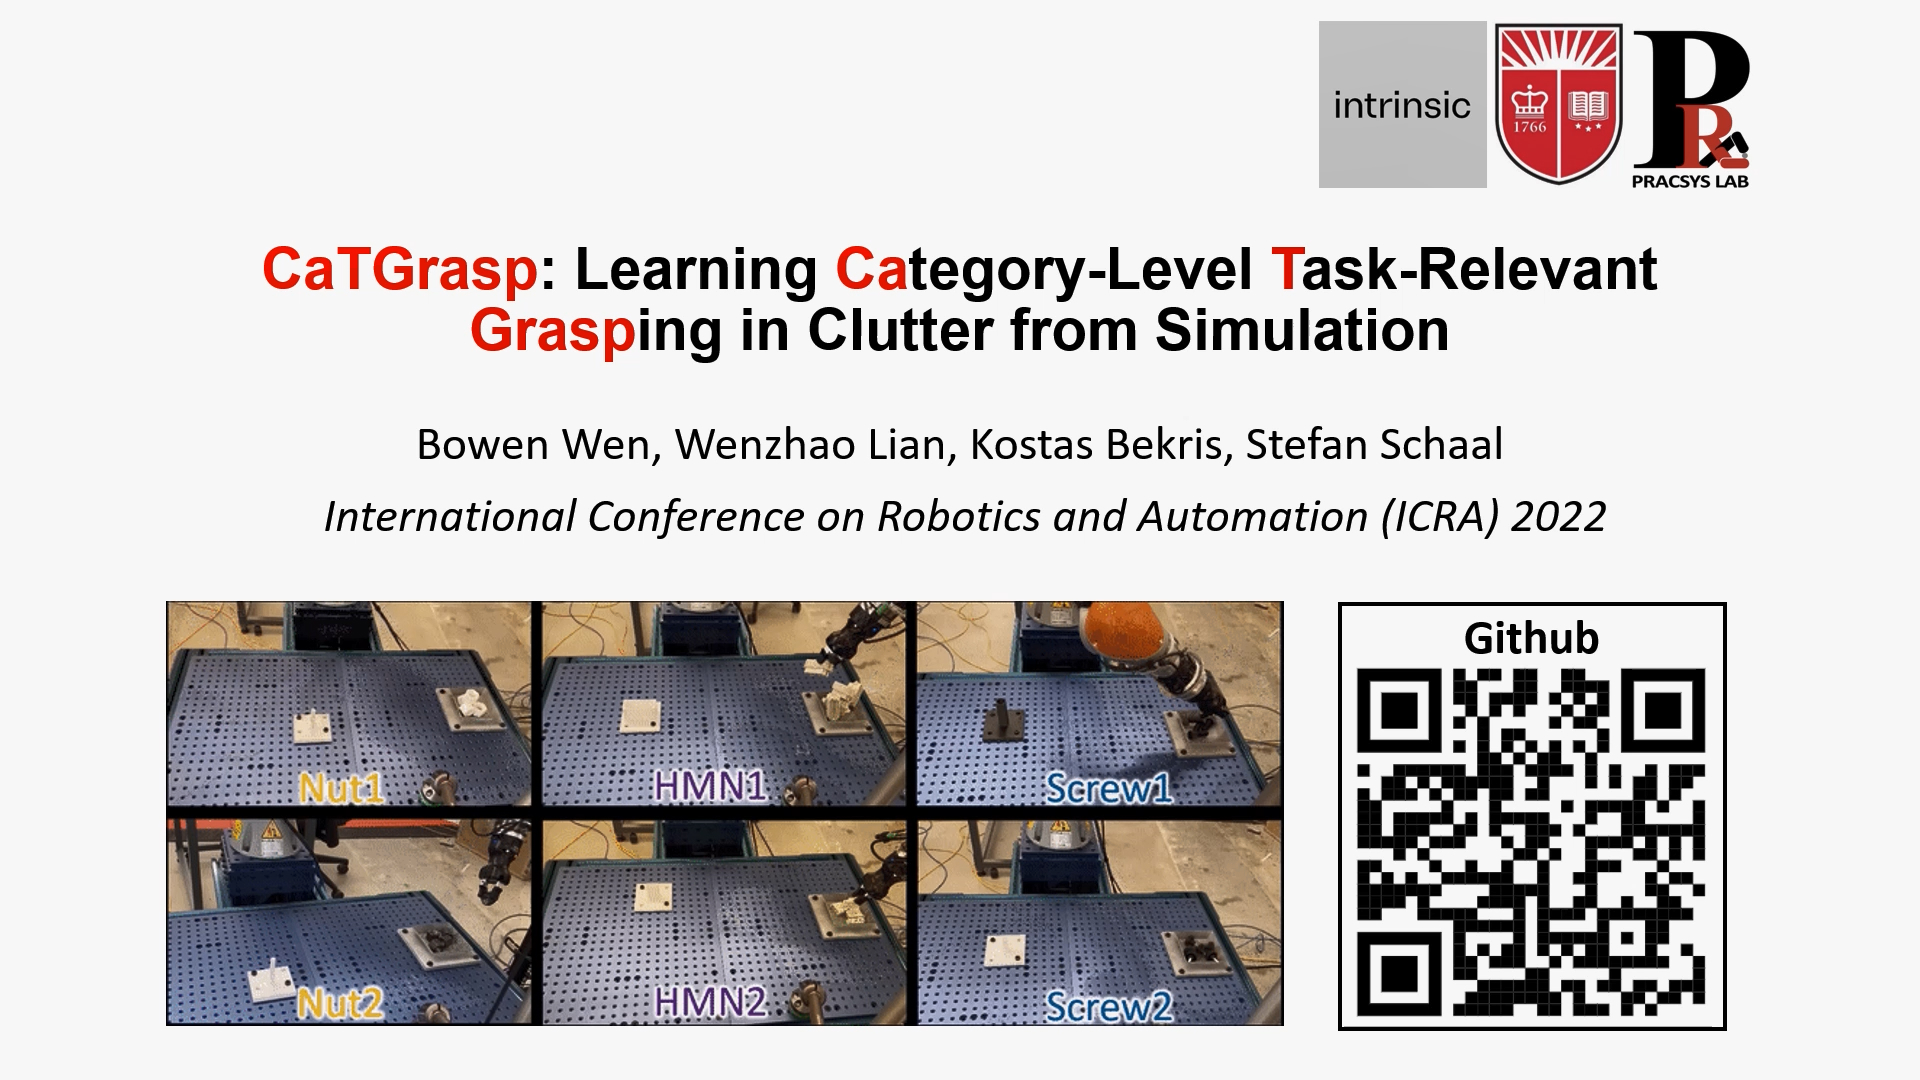 intrinsic
1766
PRACSYS LAB
CaTGrasp: Learning Category-Level Task-Relevant
Grasping in Clutter from Simulation
Bowen Wen, Wenzhao Lian, Kostas Bekris, Stefan Schaal
International Conference on Robotics and Automation (ICRA) 2022
Github
Nut1
HMN1
Screw1
Nut2
HMN2
Screw2